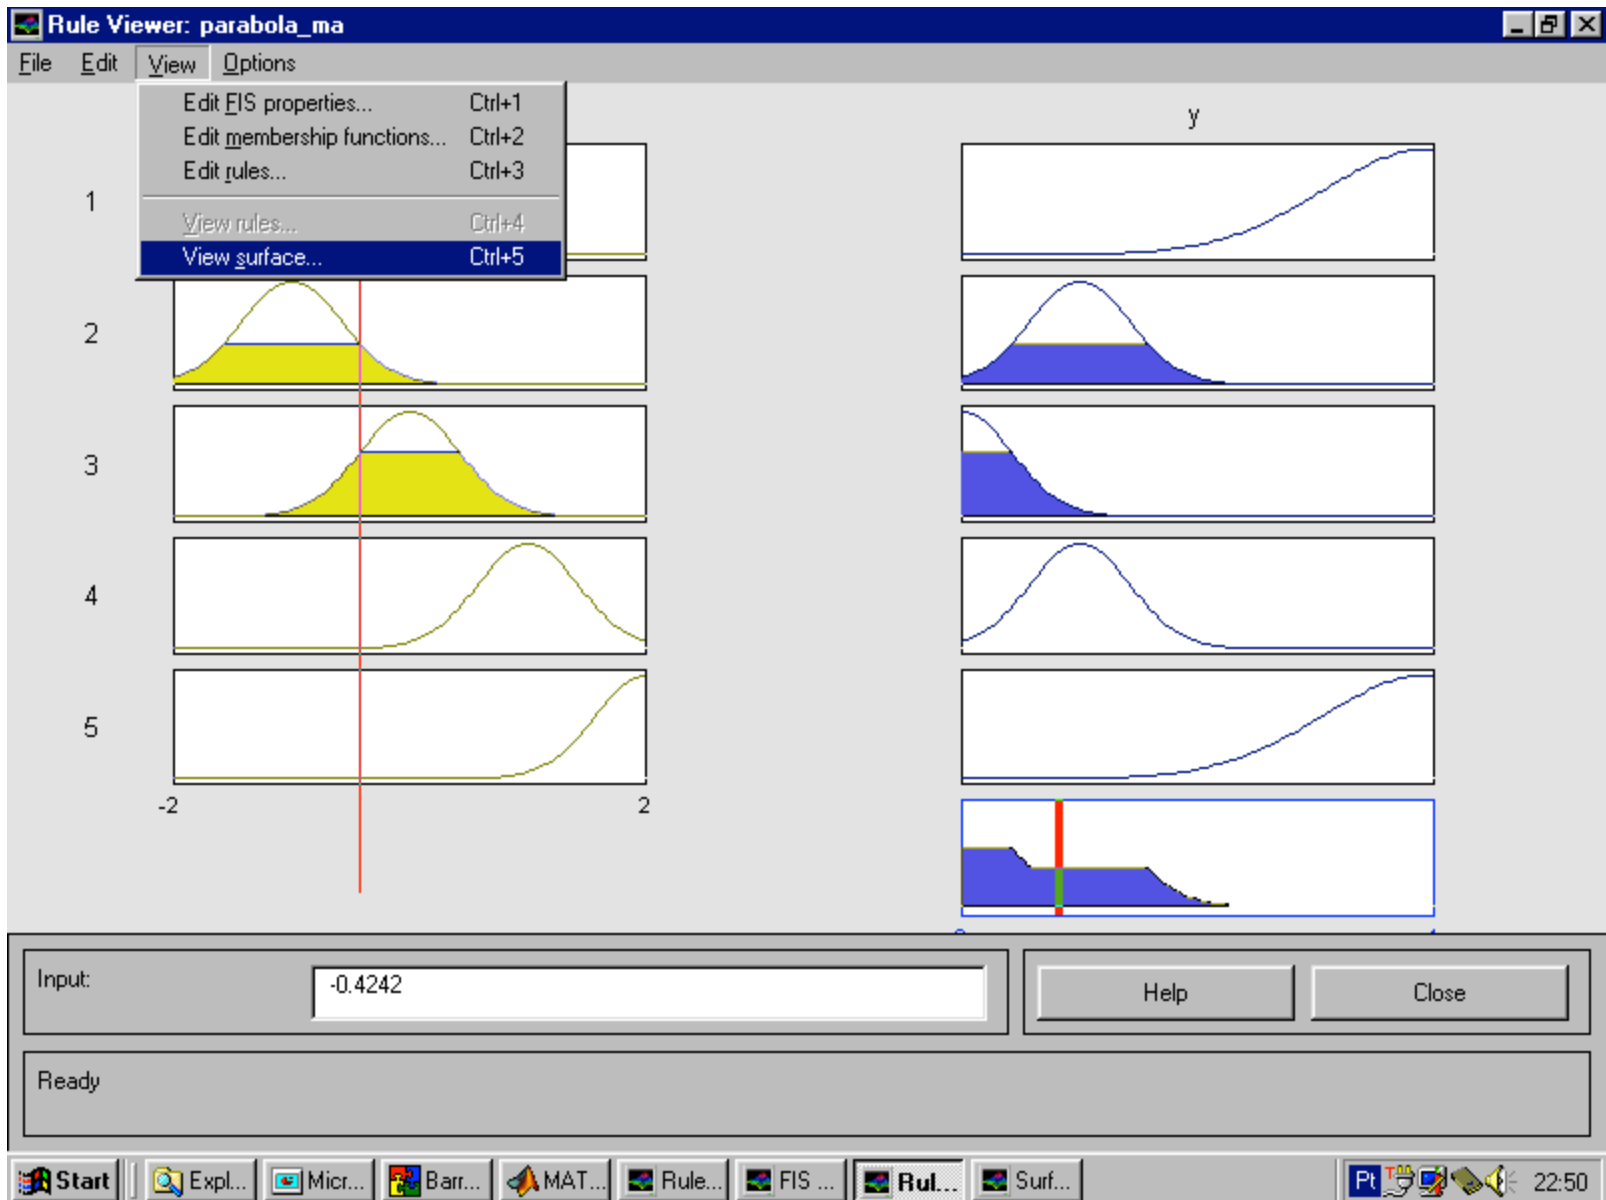 Rule Viewer: parabola_ma
File Edit View Options
Edit FIS properties... Ctrl+1
Edit membership functions... Ctrl+2
Edit rules... Ctrl+3
View rules... Ctrl+4
View surface... Ctrl+5
y
1
2
3
4
5
-2 2
Input: -0.4242 Help Close
Ready
Start Expl... Micr... Barr... MAT... Rule... FIS ... Rul... Surf... Pt 22:50